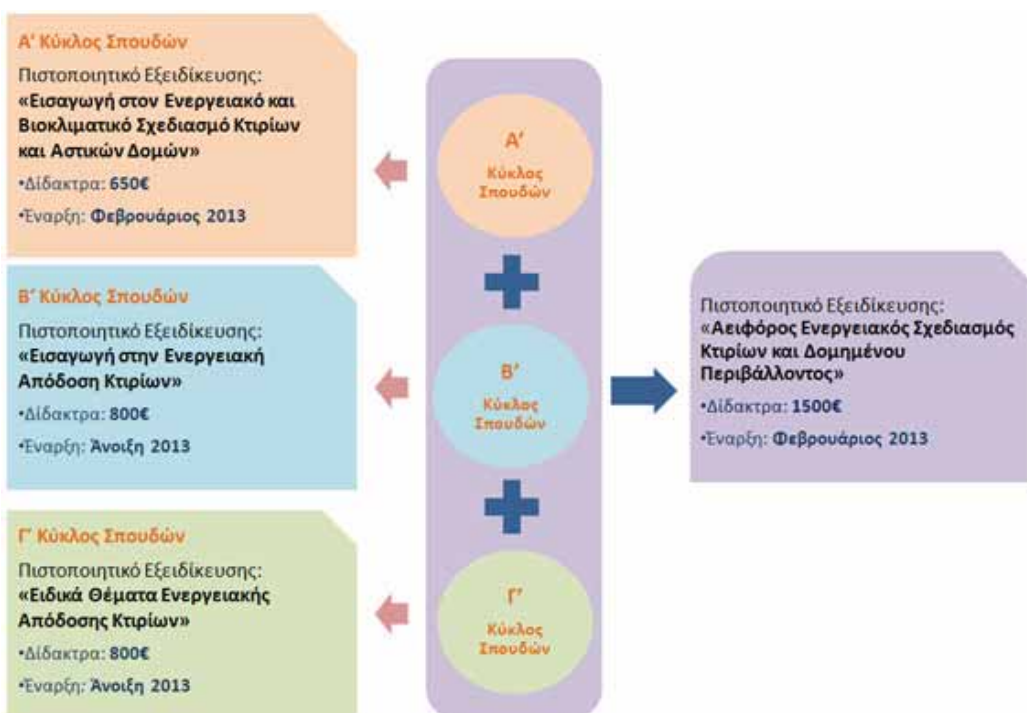 Α’ Κύκλος Σπουδών
Πιστοποιητικό Εξειδίκευσης:
«Εισαγωγή στον Ενεργειακό και
Βιοκλιματικό Σχεδιασμό Κτιρίων
και Αστικών Δομών»
•Δίδακτρα: 650€
•Έναρξη: Φεβρουάριος 2013
Β’ Κύκλος Σπουδών
Πιστοποιητικό Εξειδίκευσης:
«Εισαγωγή στην Ενεργειακή
Απόδοση Κτιρίων»
•Δίδακτρα: 800€
•Έναρξη: Άνοιξη 2013
Γ’ Κύκλος Σπουδών
Πιστοποιητικό Εξειδίκευσης:
«Ειδικά Θέματα Ενεργειακής
Απόδοσης Κτιρίων»
•Δίδακτρα: 800€
•Έναρξη: Άνοιξη 2013
Α’
Κύκλος
Σπουδών
Β’
Κύκλος
Σπουδών
Γ’
Κύκλος
Σπουδών
Πιστοποιητικό Εξειδίκευσης:
«Αειφόρος Ενεργειακός Σχεδιασμός
Κτιρίων και Δομημένου
Περιβάλλοντος»
•Δίδακτρα: 1500€
•Έναρξη: Φεβρουάριος 2013